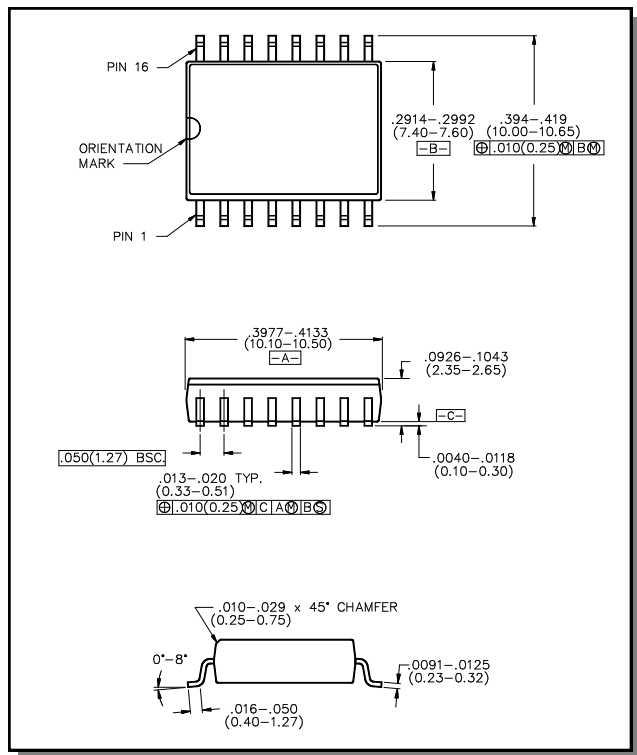 PIN 16
ORIENTATION
MARK
PIN 1
.2914–.2992
(7.40–7.60)
–B–
.394–.419
(10.00–10.65)
⌖ .010(0.25)Ⓜ B Ⓜ
.3977–.4133
(10.10–10.50)
–A–
.0926–.1043
(2.35–2.65)
–C–
.050(1.27) BSC.
.013–.020 TYP.
(0.33–0.51)
⌖ .010(0.25)Ⓜ C A Ⓜ B Ⓢ
.0040–.0118
(0.10–0.30)
.010–.029 x 45° CHAMFER
(0.25–0.75)
0°–8°
.016–.050
(0.40–1.27)
.0091–.0125
(0.23–0.32)